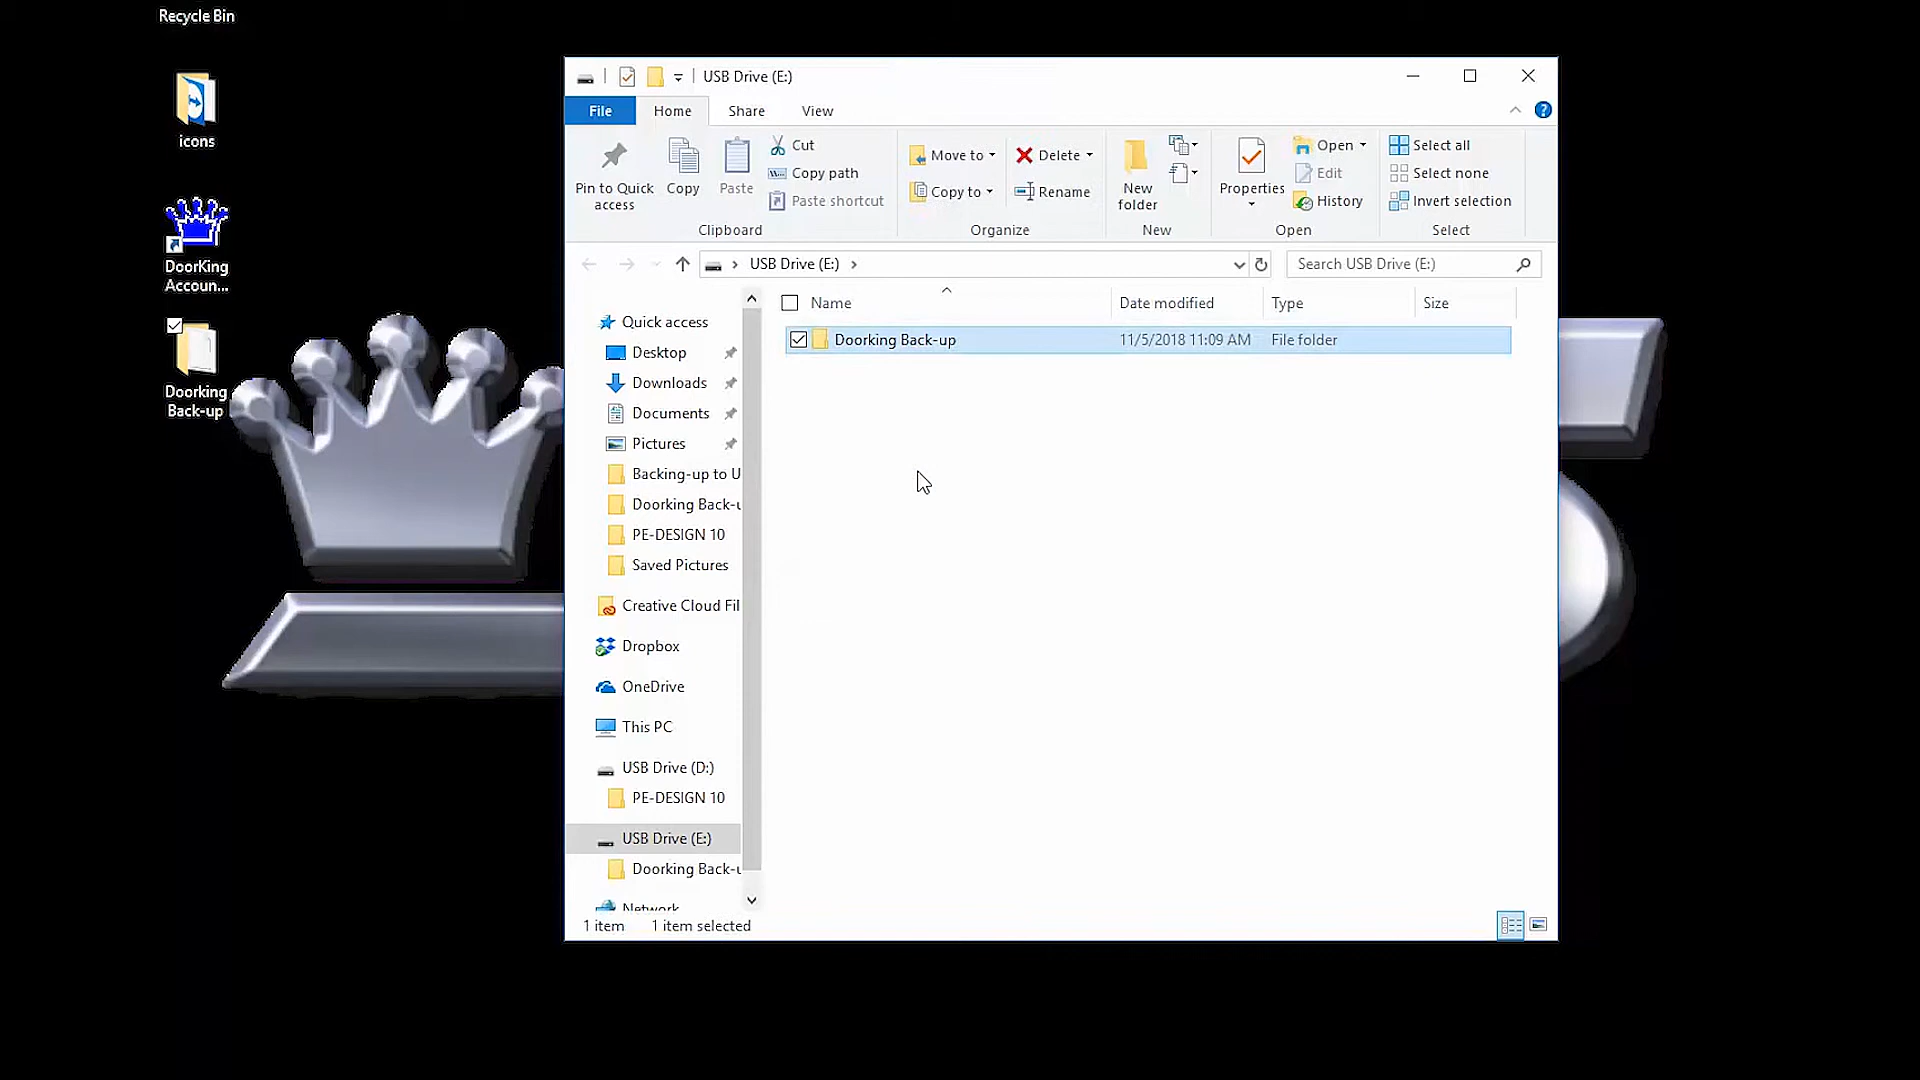 Recycle Bin
icons
DoorKing
Accoun...
Doorking
Back-up
USB Drive (E:)
File
Home
Share
View
Pin to Quick
access
Copy
Paste
Cut
Copy path
Paste shortcut
Clipboard
Move to
Copy to
Delete
Rename
Organize
New
folder
New
Properties
Open
Edit
History
Open
Select all
Select none
Invert selection
Select
USB Drive (E:)
Search USB Drive (E:)
Name
Date modified
Type
Size
Doorking Back-up
11/5/2018 11:09 AM
File folder
Quick access
Desktop
Downloads
Documents
Pictures
Backing-up to U
Doorking Back-u
PE-DESIGN 10
Saved Pictures
Creative Cloud Fil
Dropbox
OneDrive
This PC
USB Drive (D:)
PE-DESIGN 10
USB Drive (E:)
Doorking Back-u
Network
1 item
1 item selected